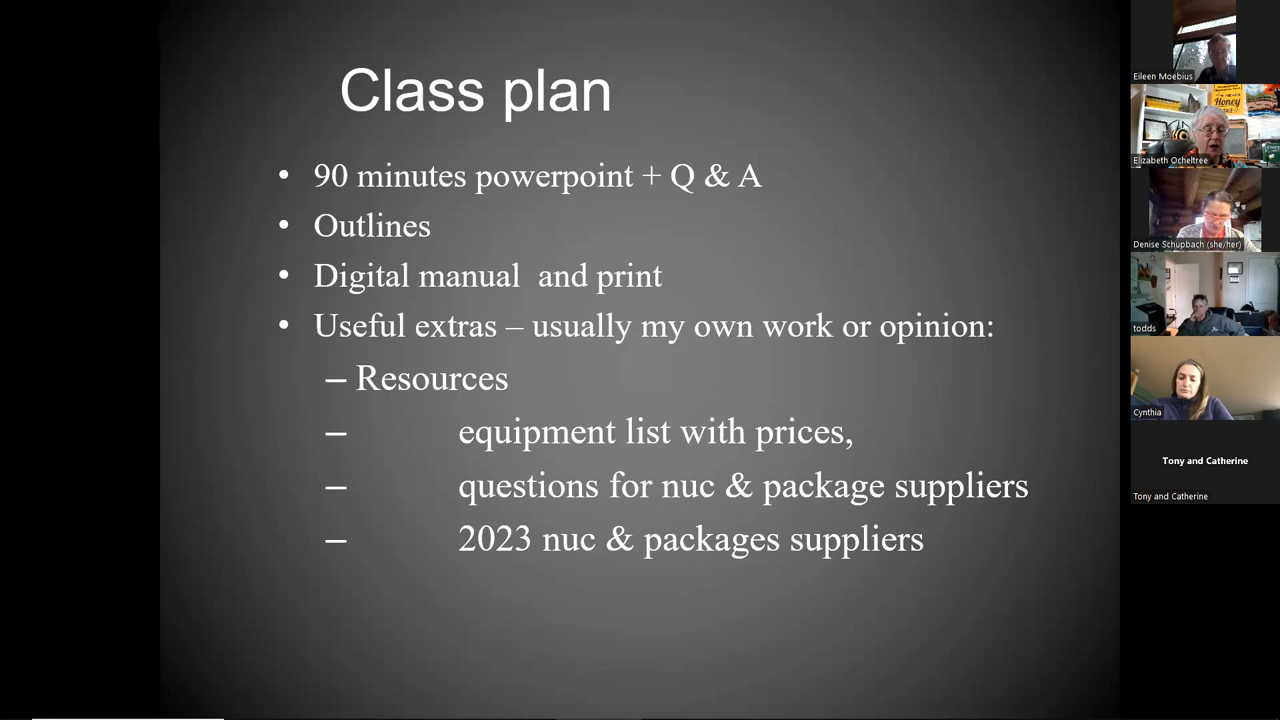 Class plan
• 90 minutes powerpoint + Q & A
• Outlines
• Digital manual  and print
• Useful extras – usually my own work or opinion:
– Resources
– equipment list with prices,
– questions for nuc & package suppliers
– 2023 nuc & packages suppliers
Eileen Moebius
Honey
Elizabeth Ocheltree
Denise Schupbach (she/her)
todds
Cynthia
Tony and Catherine
Tony and Catherine